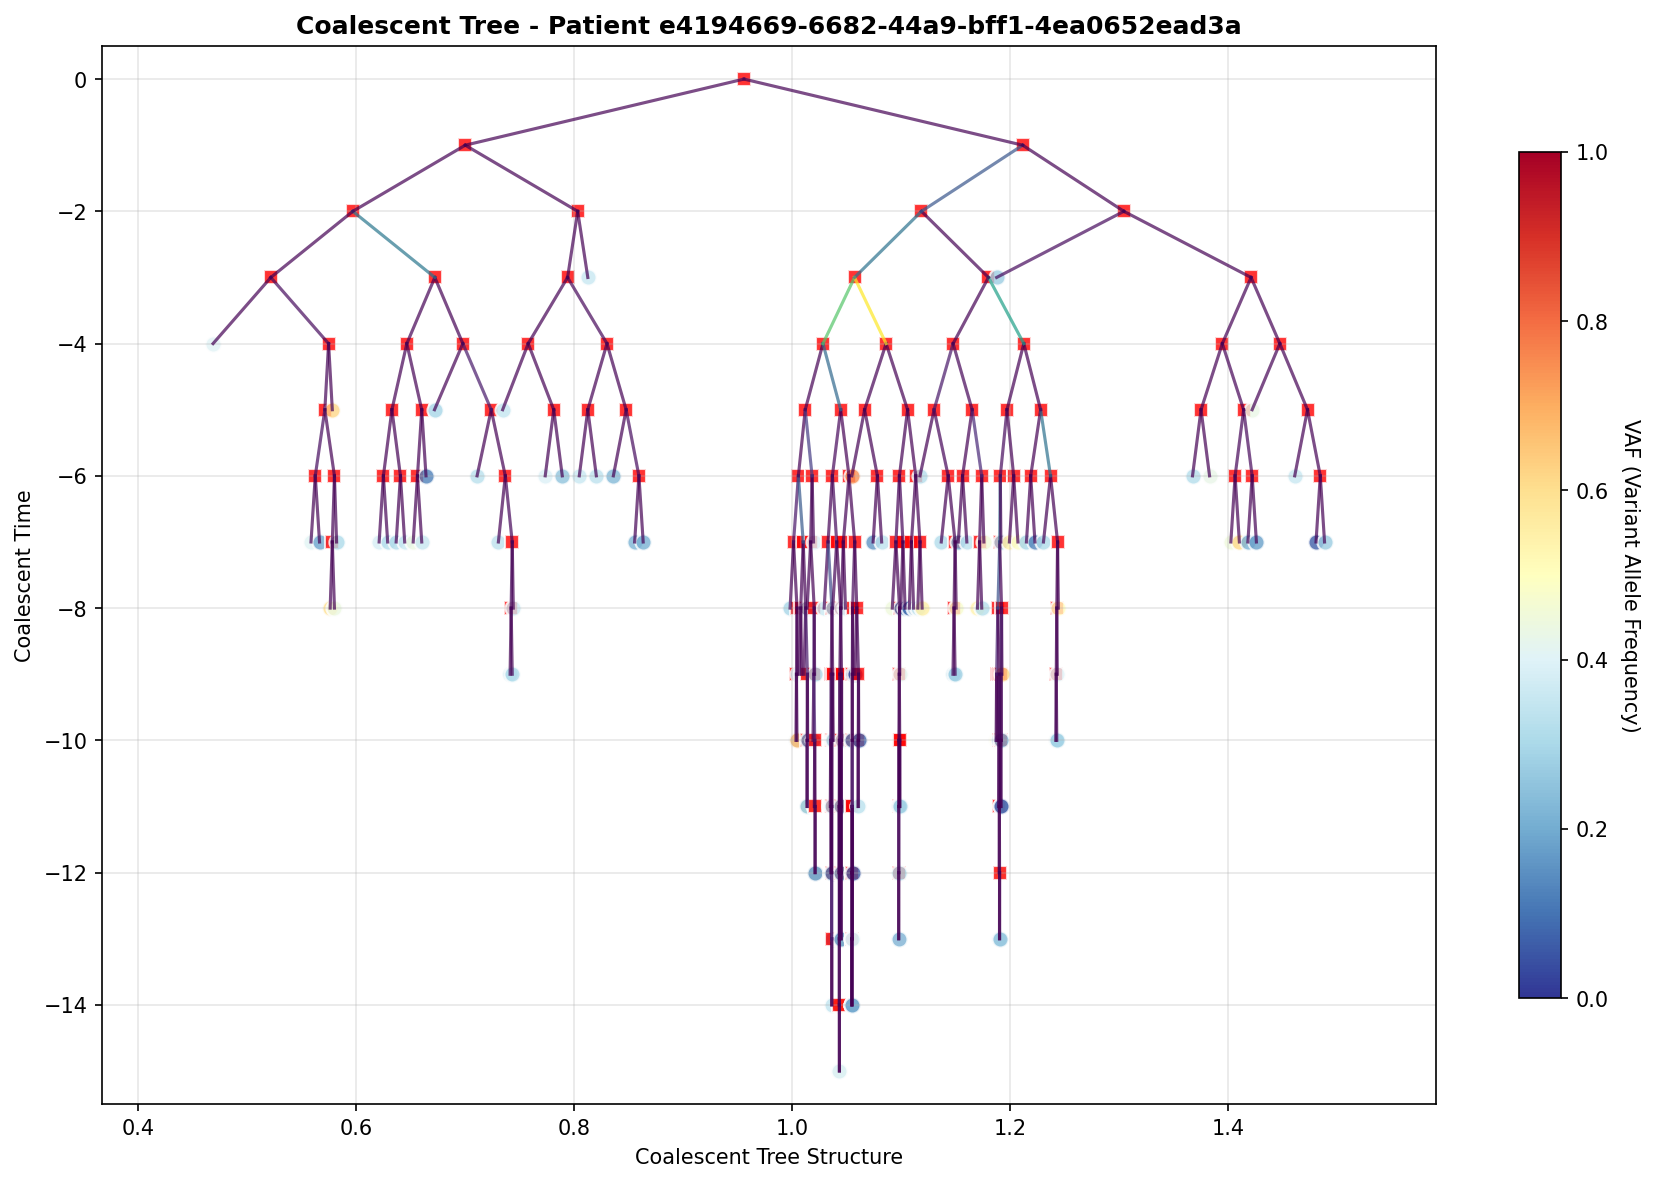 Coalescent Tree - Patient e4194669-6682-44a9-bff1-4ea0652ead3a
0
−2
−4
−6
−8
−10
−12
−14
Coalescent Time
0.4 0.6 0.8 1.0 1.2 1.4
Coalescent Tree Structure
1.0
0.8
0.6
0.4
0.2
0.0
VAF (Variant Allele Frequency)